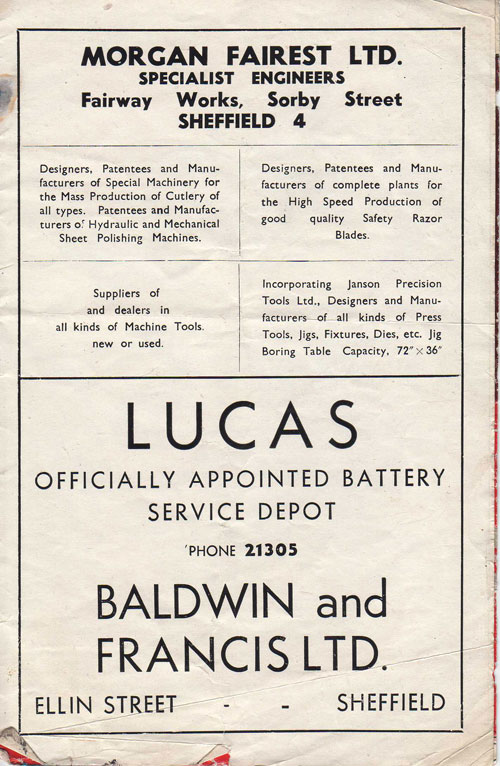 MORGAN FAIREST LTD.
SPECIALIST ENGINEERS
Fairway Works, Sorby Street
SHEFFIELD 4
Designers, Patentees and Manu-
facturers of Special Machinery for
the Mass Production of Cutlery of
all types. Patentees and Manufac-
turers of Hydraulic and Mechanical
Sheet Polishing Machines.
Designers, Patentees and Manu-
facturers of complete plants for
the High Speed Production of
good quality Safety Razor
Blades.
Suppliers of
and dealers in
all kinds of Machine Tools.
new or used.
Incorporating Janson Precision
Tools Ltd., Designers and Manu-
facturers of all kinds of Press
Tools, Jigs, Fixtures, Dies, etc. Jig
Boring Table Capacity, 72″ × 36″
LUCAS
OFFICIALLY APPOINTED BATTERY
SERVICE DEPOT
'PHONE 21305
BALDWIN and
FRANCIS LTD.
ELLIN STREET - - SHEFFIELD